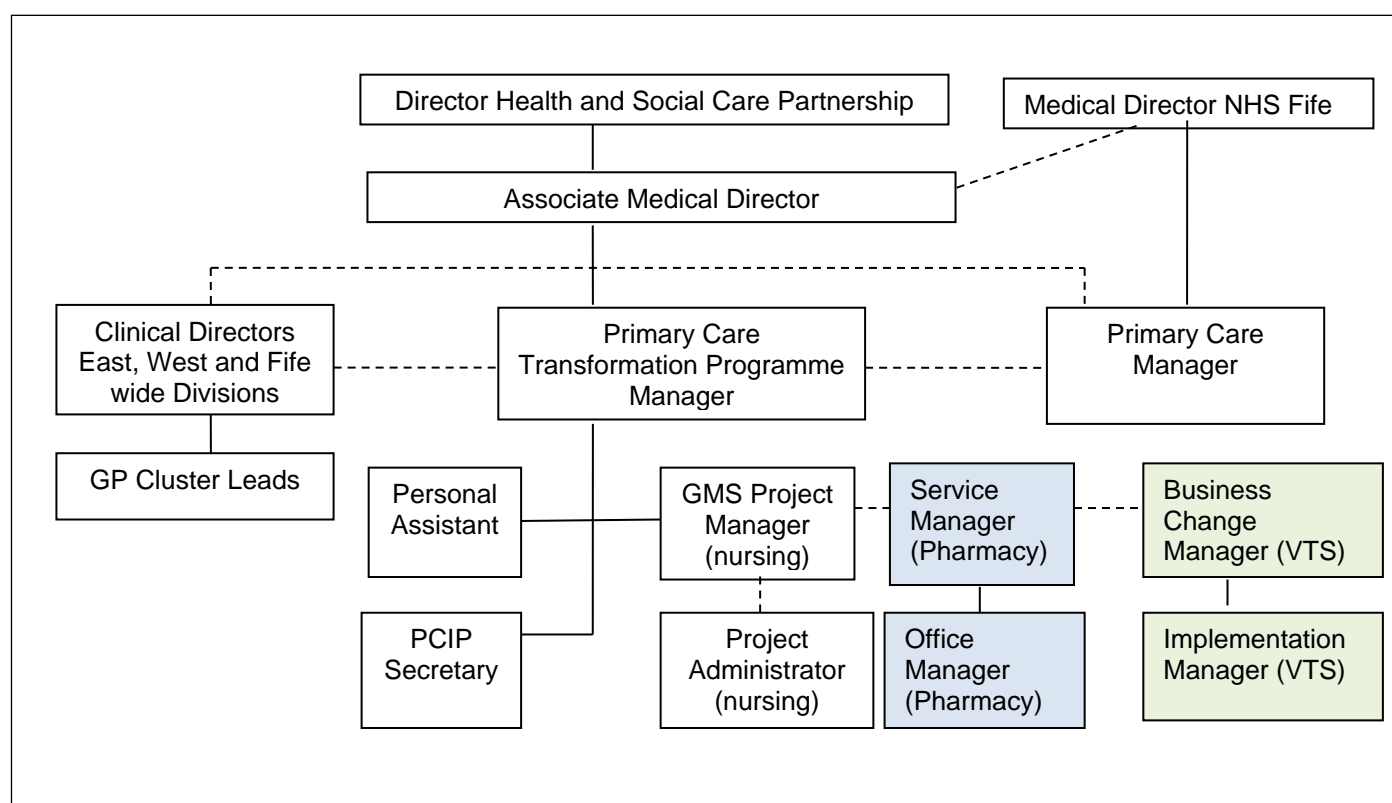 Director Health and Social Care Partnership
Medical Director NHS Fife
Associate Medical Director
Clinical Directors
East, West and Fife
wide Divisions
Primary Care
Transformation Programme
Manager
Primary Care
Manager
GP Cluster Leads
Personal
Assistant
GMS Project
Manager
(nursing)
Service
Manager
(Pharmacy)
Business
Change
Manager (VTS)
PCIP
Secretary
Project
Administrator
(nursing)
Office
Manager
(Pharmacy)
Implementation
Manager (VTS)